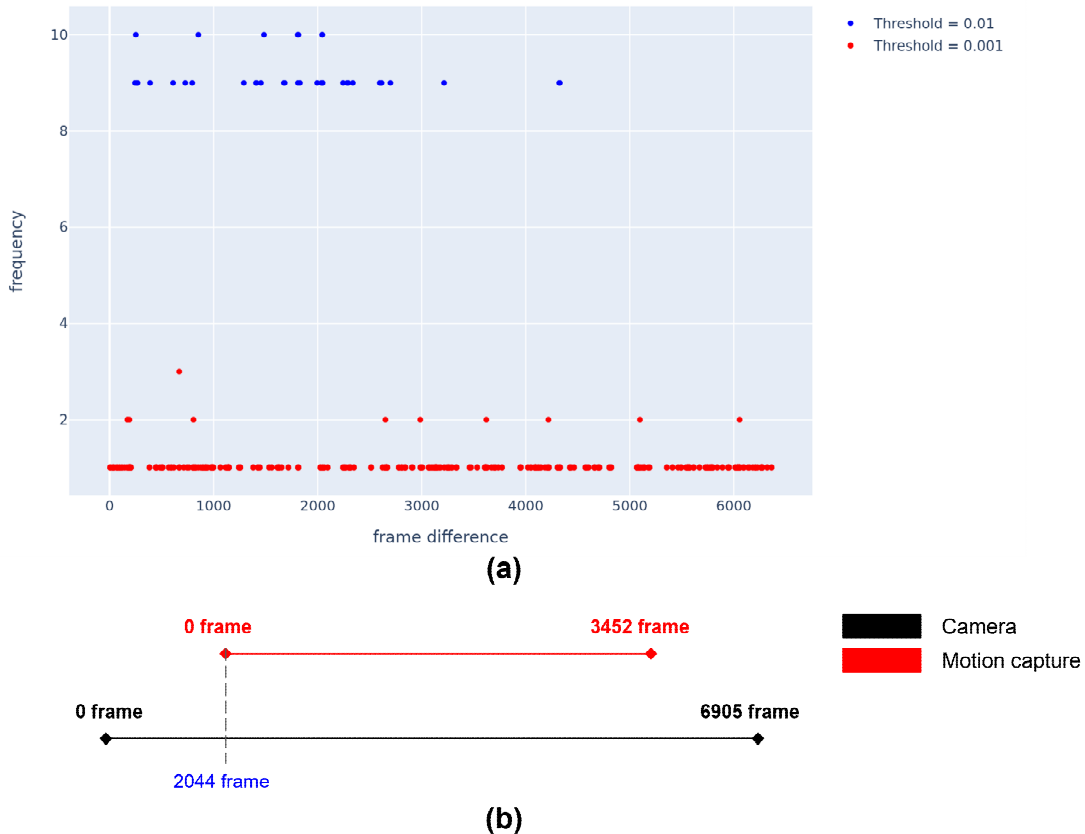 10
8
6
4
2
frequency
0
1000
2000
3000
4000
5000
6000
frame difference
Threshold = 0.01
Threshold = 0.001
(a)
0 frame
3452 frame
0 frame
6905 frame
2044 frame
Camera
Motion capture
(b)